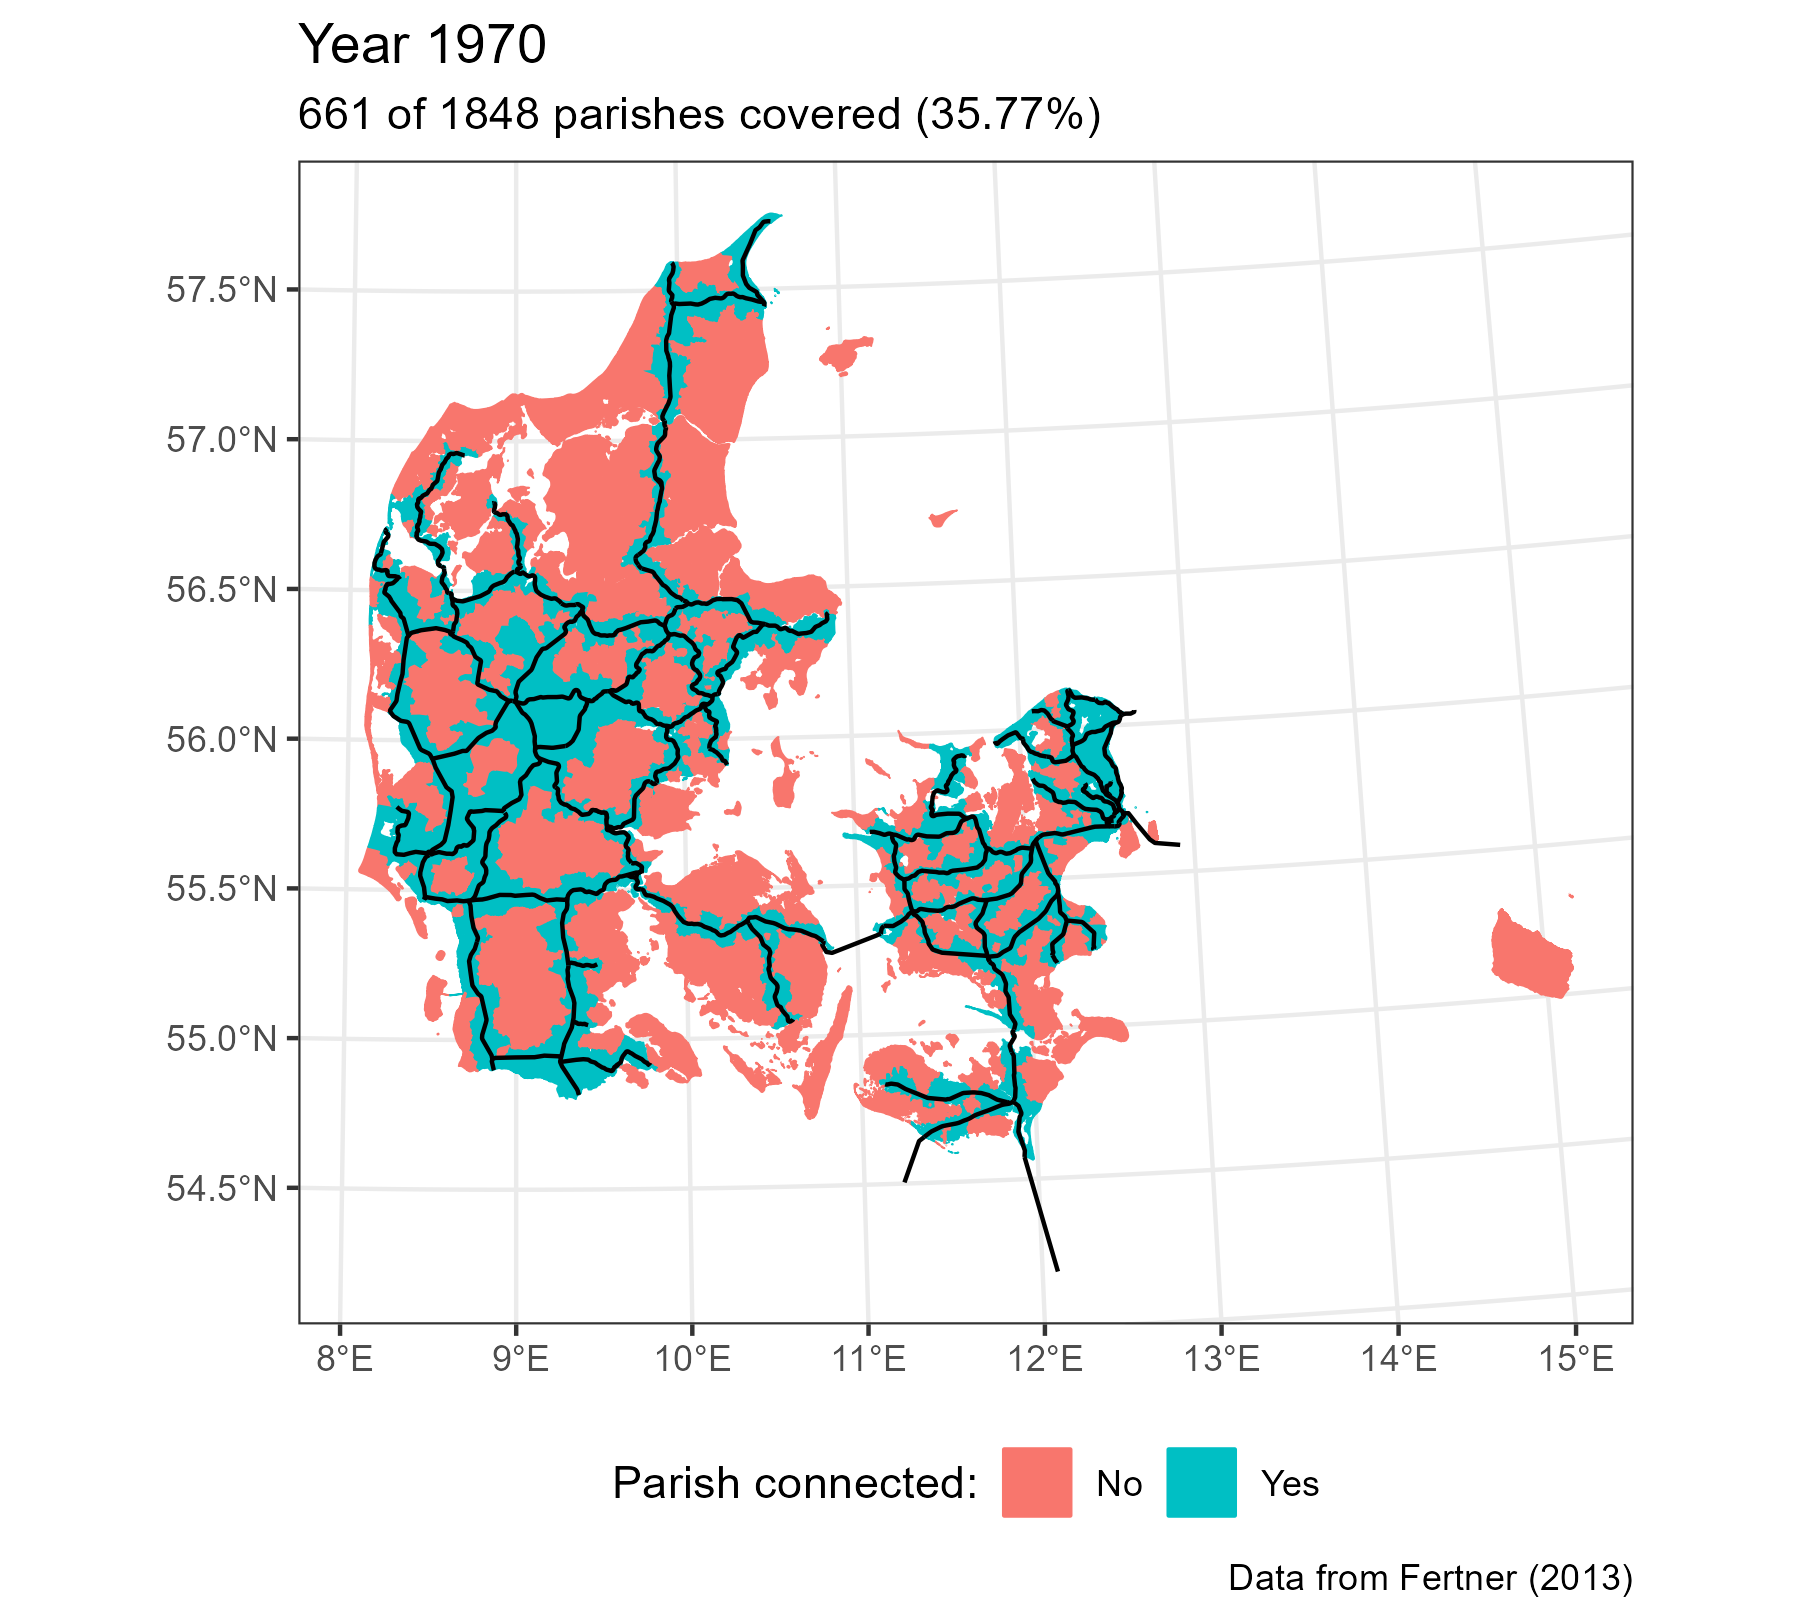 Year 1970
661 of 1848 parishes covered (35.77%)
57.5°N
57.0°N
56.5°N
56.0°N
55.5°N
55.0°N
54.5°N
8°E 9°E 10°E 11°E 12°E 13°E 14°E 15°E
Parish connected: No Yes
Data from Fertner (2013)